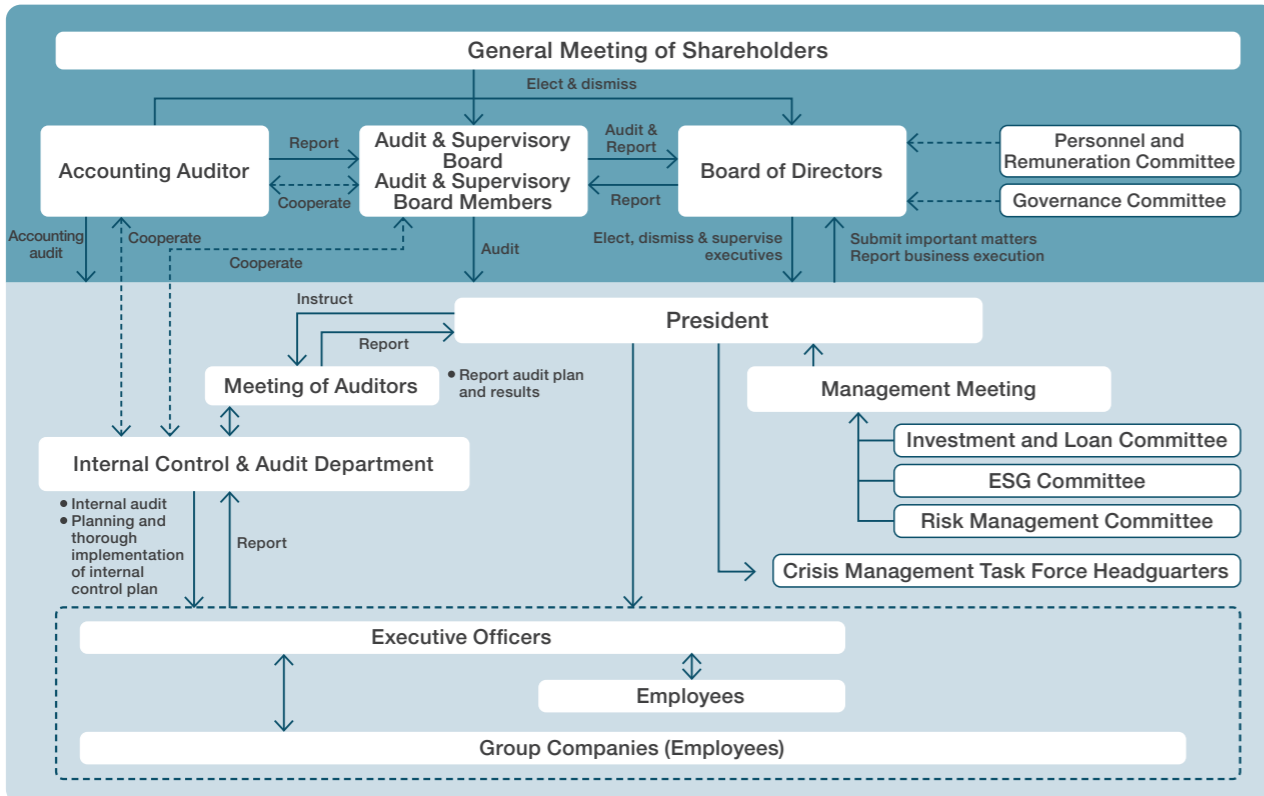 General Meeting of Shareholders
Elect & dismiss
Accounting Auditor
Report
Cooperate
Audit & Supervisory
Board
Audit & Supervisory
Board Members
Audit &
Report
Report
Board of Directors
Personnel and
Remuneration Committee
Governance Committee
Accounting
audit
Cooperate
Cooperate
Audit
Elect, dismiss & supervise
executives
Submit important matters
Report business execution
Instruct
Report
President
Meeting of Auditors
● Report audit plan
and results
Management Meeting
Investment and Loan Committee
ESG Committee
Risk Management Committee
Crisis Management Task Force Headguarters
Internal Control & Audit Department
● Internal audit
● Planning and
thorough
implementation
of internal
control plan
Report
Executive Officers
Employees
Group Companies (Employees)